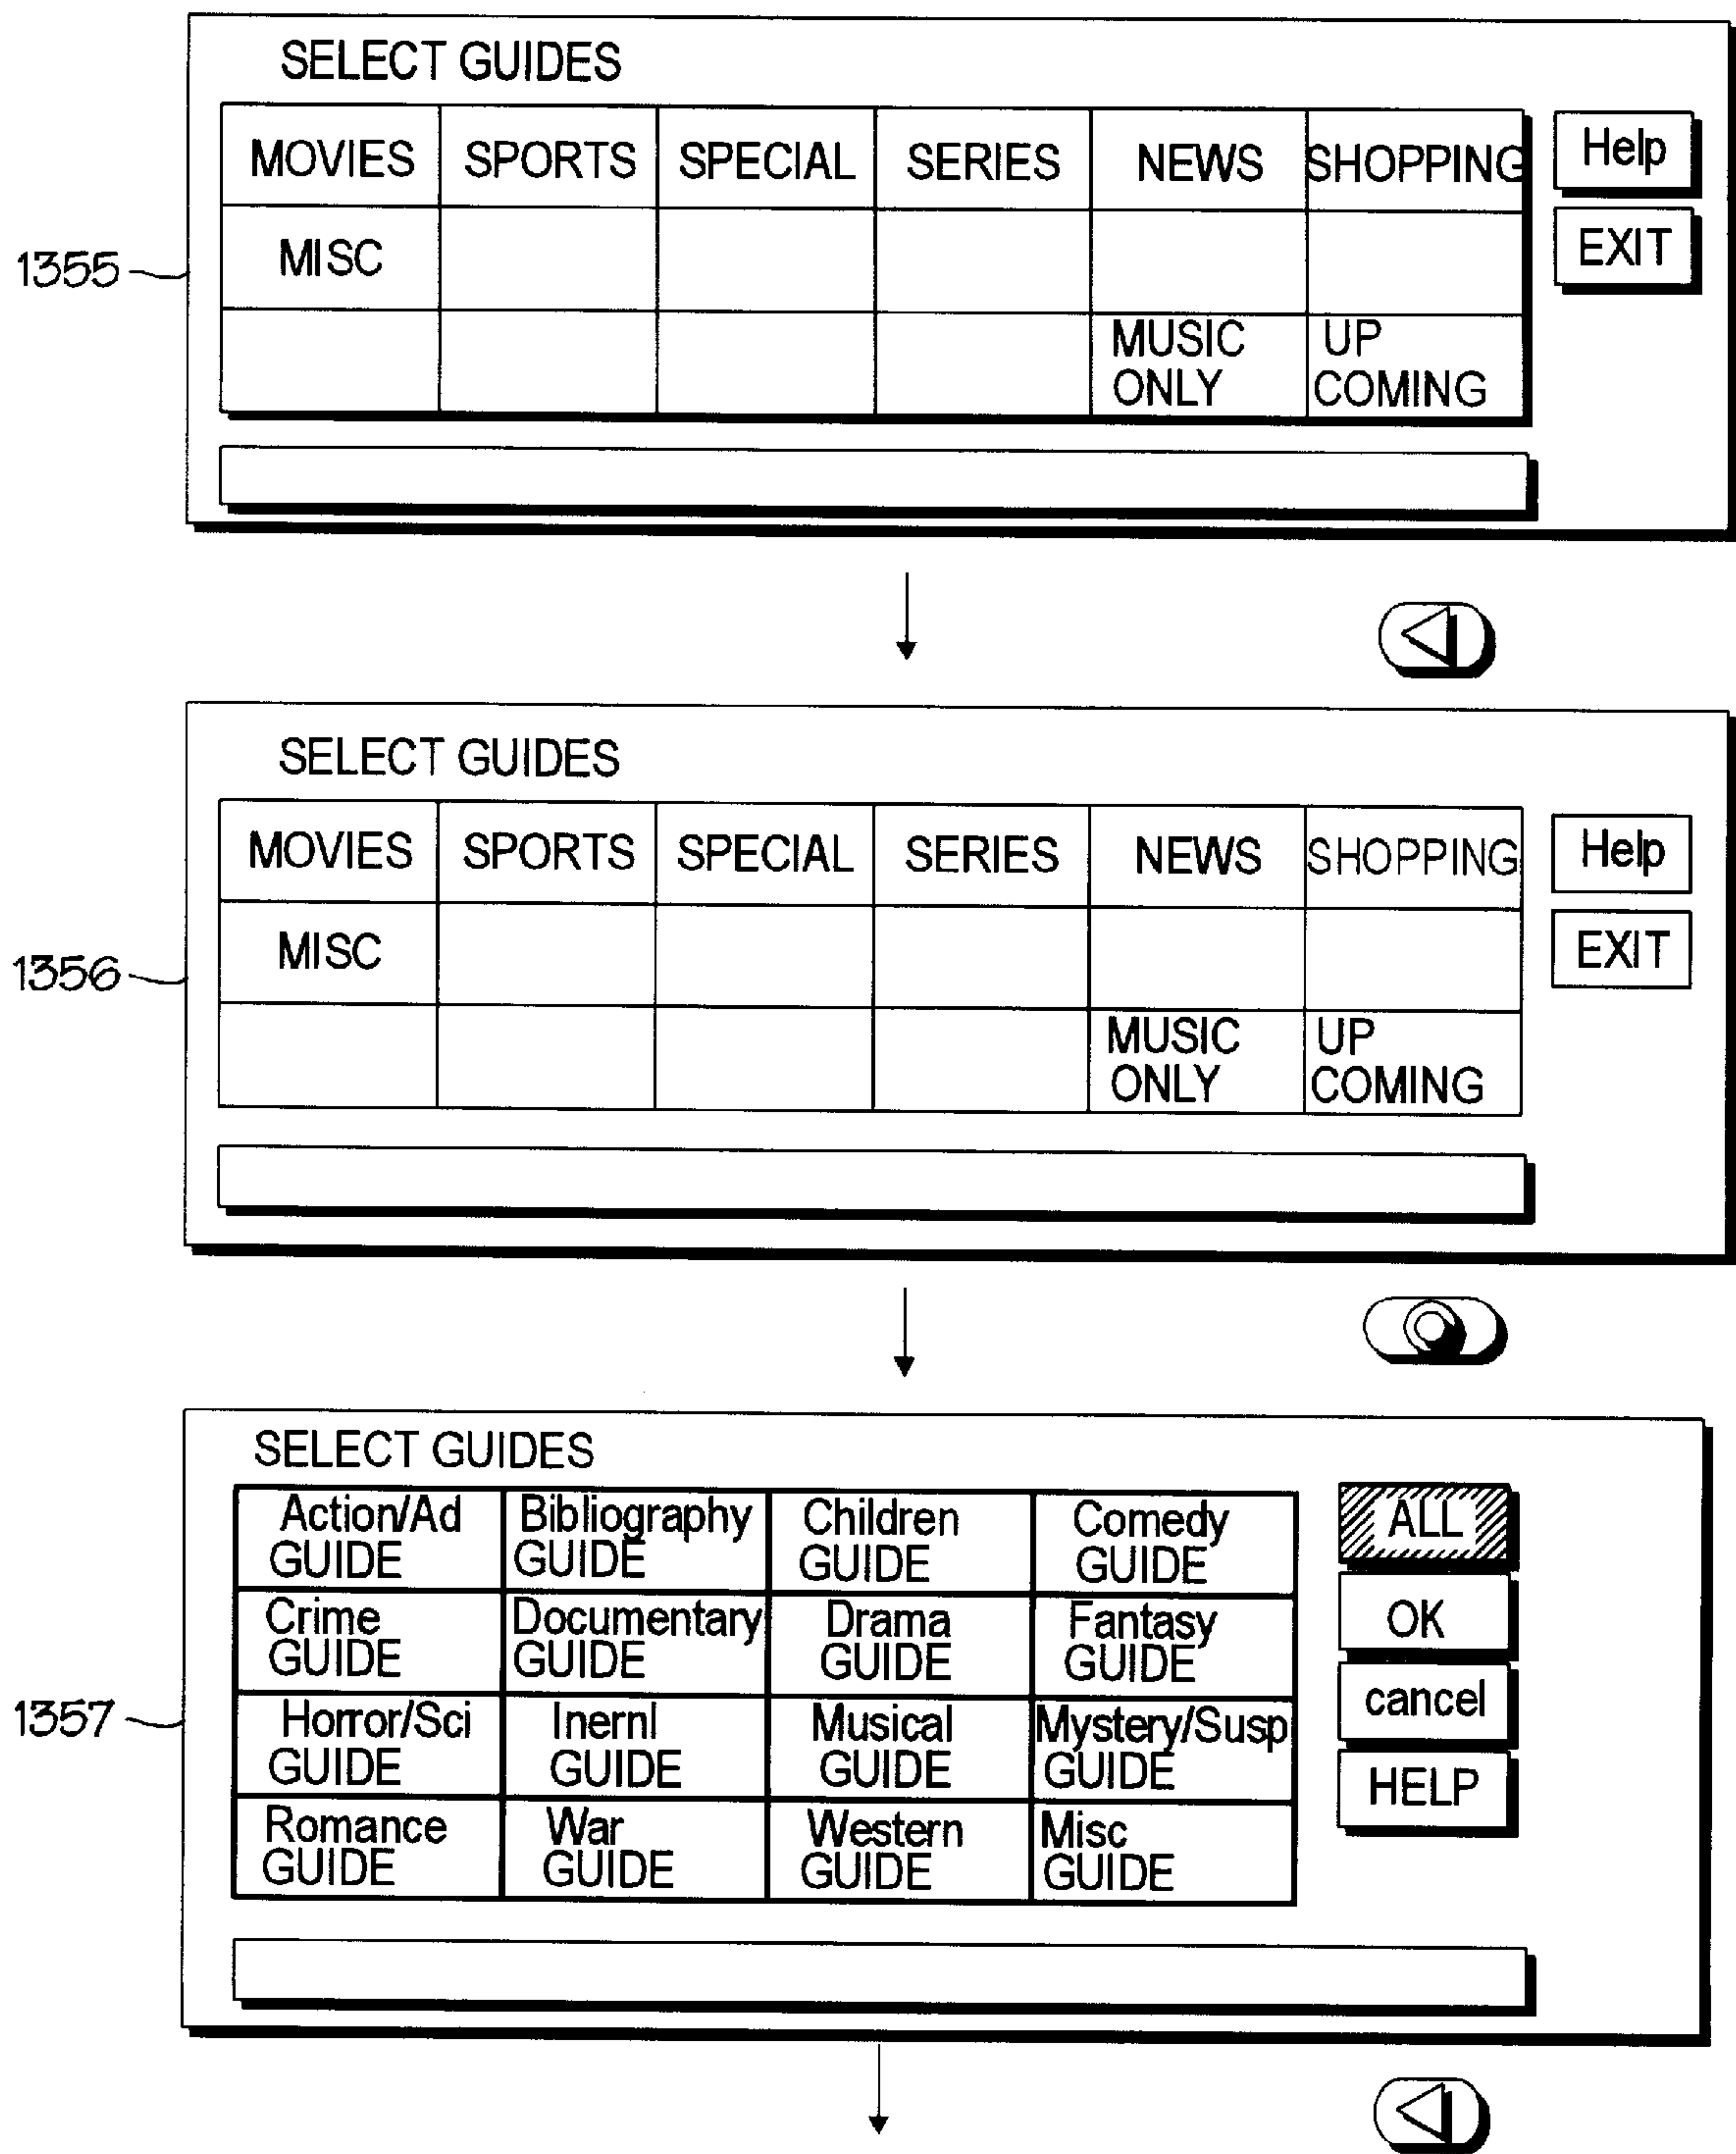 SELECT GUIDES
MOVIES SPORTS SPECIAL SERIES NEWS SHOPPING Help
1355 MISC EXIT
MUSIC UP
ONLY COMING
SELECT GUIDES
MOVIES SPORTS SPECIAL SERIES NEWS SHOPPING Help
1356 MISC EXIT
MUSIC UP
ONLY COMING
SELECT GUIDES
Action/Ad Bibliography Children Comedy ALL
GUIDE GUIDE GUIDE GUIDE
Crime Documentary Drama Fantasy OK
GUIDE GUIDE GUIDE GUIDE
1357 Horror/Sci Inernl Musical Mystery/Susp cancel
GUIDE GUIDE GUIDE GUIDE HELP
Romance War Western Misc
GUIDE GUIDE GUIDE GUIDE